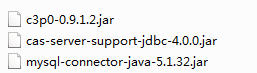 c3p0-0.9.1.2.jar
cas-server-support-jdbc-4.0.0.jar
mysql-connector-java-5.1.32.jar